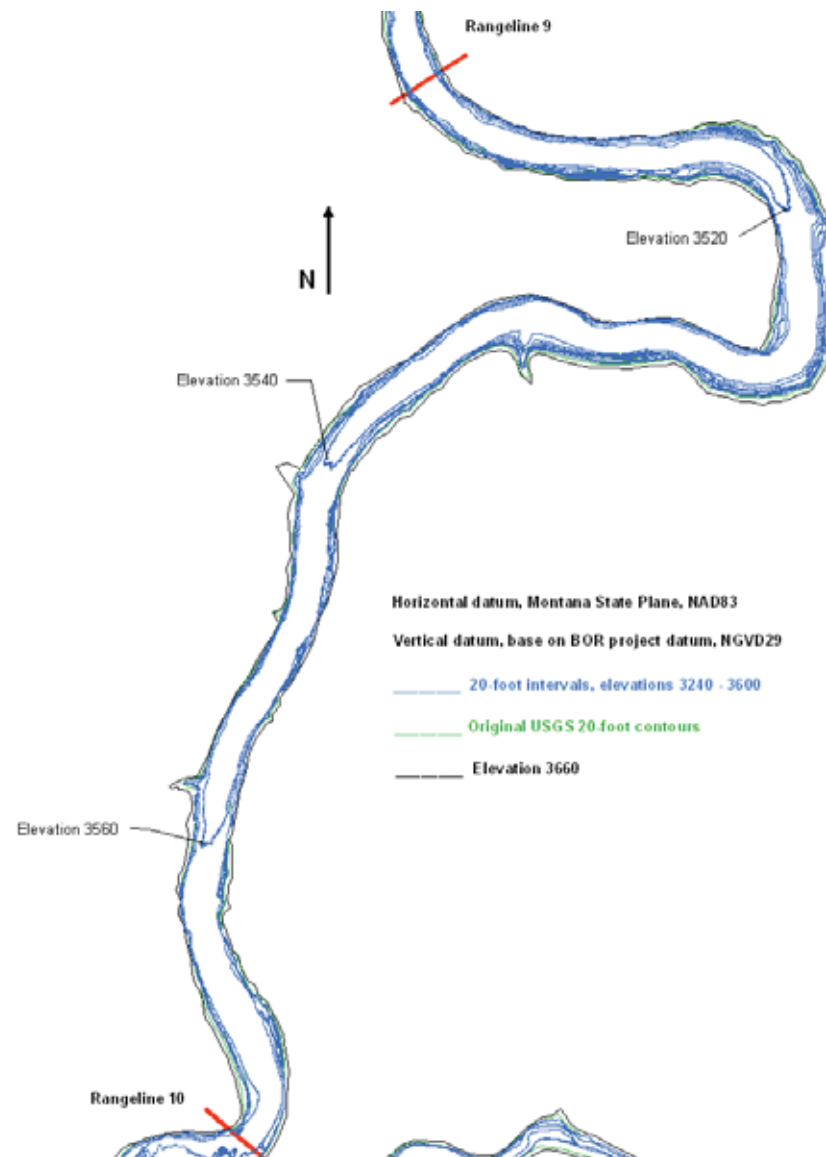 Rangeline 9
Elevation 3520
N
Elevation 3540
Horizontal datum, Montana State Plane, NAD83
Vertical datum, base on BOR project datum, NGVD29
20-foot intervals, elevations 3240 - 3600
Original USGS 20-foot contours
Elevation 3660
Elevation 3560
Rangeline 10